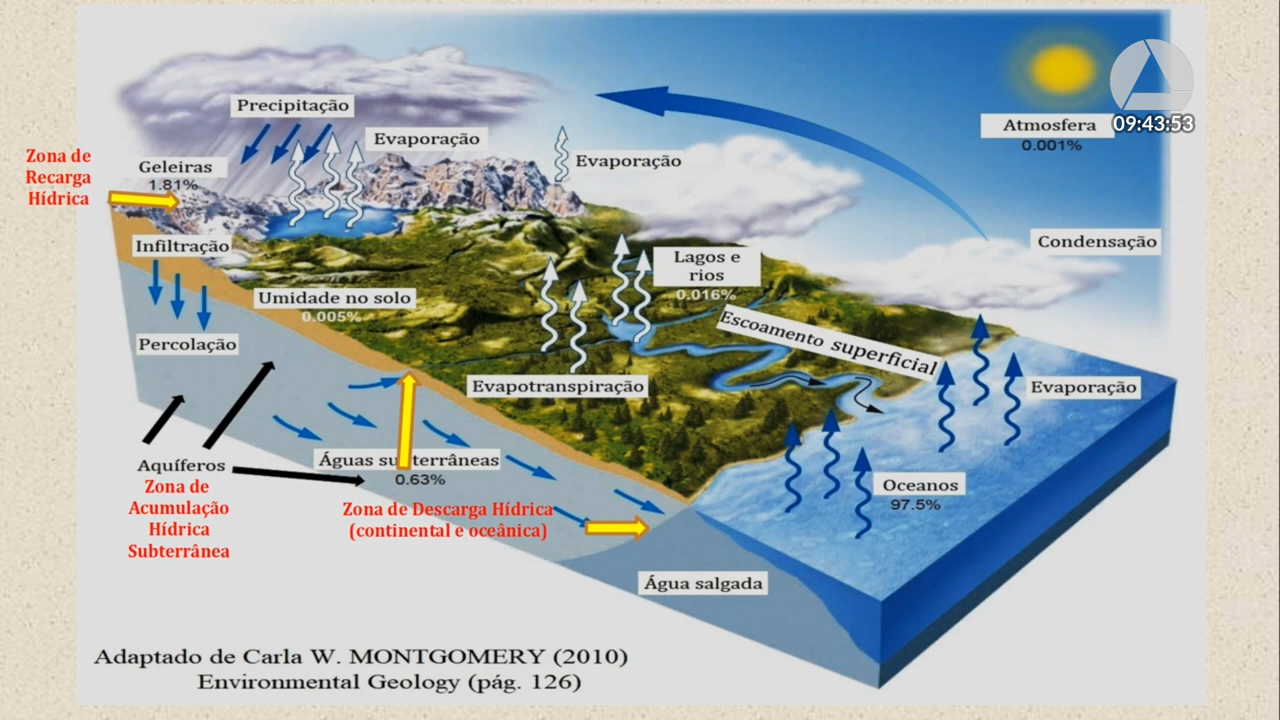 Precipitação
Evaporação
Evaporação
Atmosfera
0.001%
09:43:53
Zona de
Recarga
Hídrica
Geleiras
1.81%
Infiltração
Condensação
Lagos e
rios
0.016%
Umidade no solo
0.005%
Escoamento superficial
Percolação
Evapotranspiração
Evaporação
Aquíferos
Zona de
Acumulação
Hídrica
Subterrânea
Águas subterrâneas
0.63%
Oceanos
97.5%
Zona de Descarga Hídrica
(continental e oceânica)
Água salgada
Adaptado de Carla W. MONTGOMERY (2010)
Environmental Geology (pág. 126)